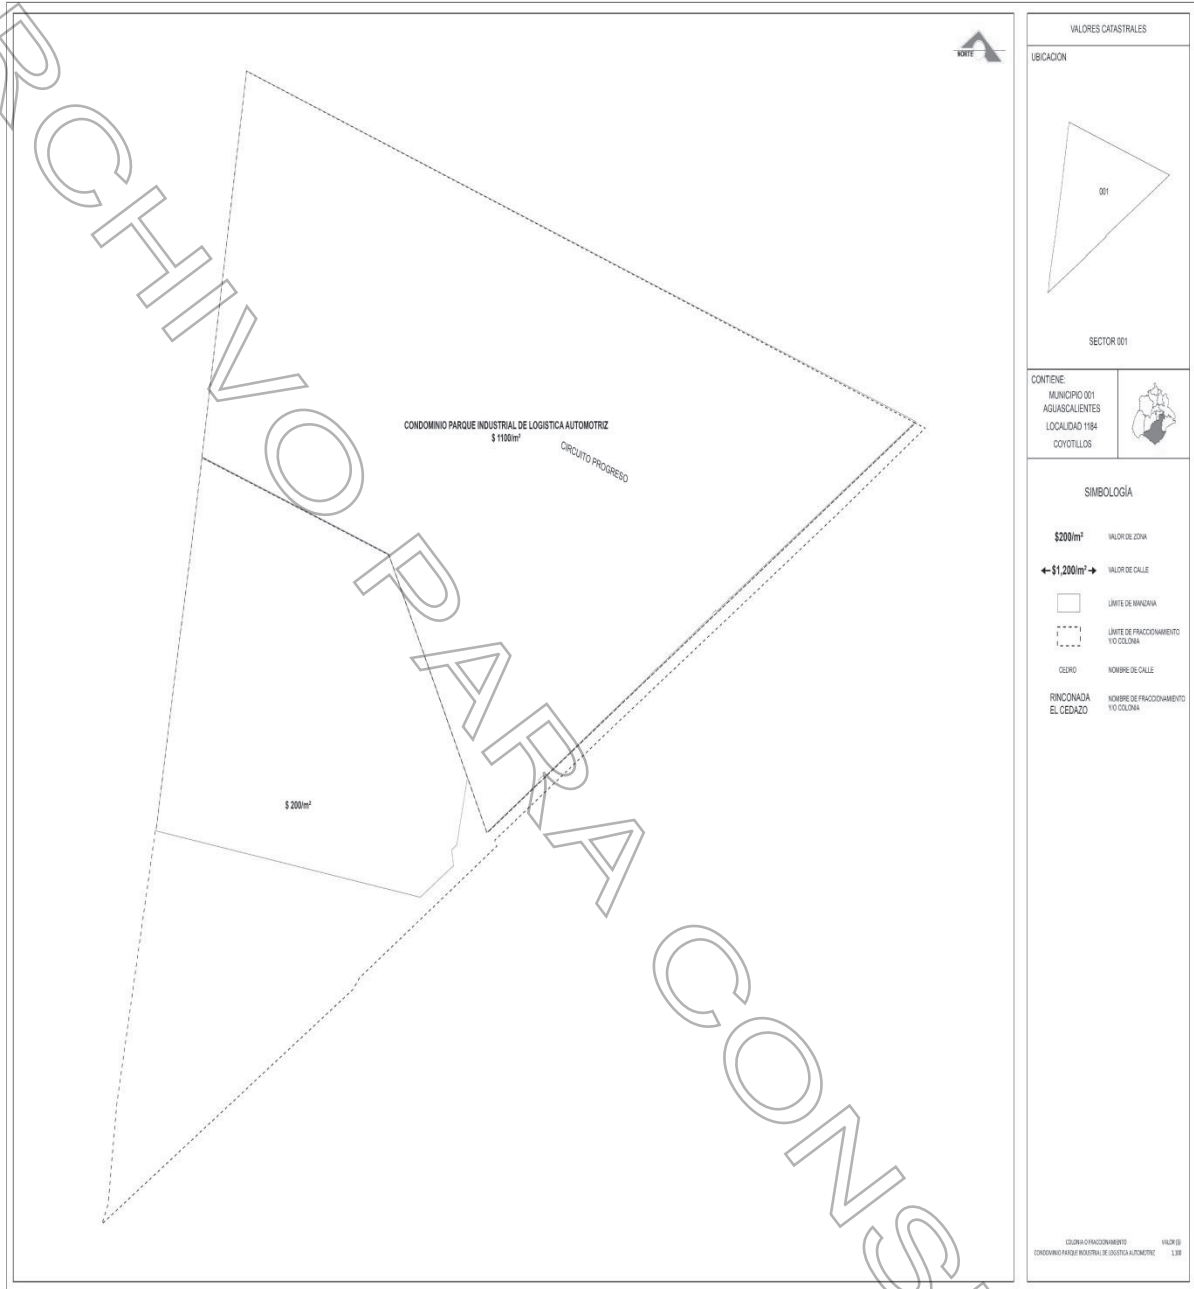 NORTE
CONDOMINIO PARQUE INDUSTRIAL DE LOGISTICA AUTOMOTRIZ
$ 1100/m²
CIRCUITO PROGRESO
$ 200/m²
RCHIVO PARA CONS
VALORES CATASTRALES
UBICACION
001
SECTOR 001
CONTIENE:
MUNICIPIO 001
AGUASCALIENTES
LOCALIDAD 1184
COYOTILLOS
SIMBOLOGÍA
$200/m² VALOR DE ZONA
$1,200/m² VALOR DE CALLE
LÍMITE DE MANZANA
LÍMITE DE FRACCIONAMIENTO
Y/O COLONIA
CEDRO NOMBRE DE CALLE
RINCONADA
EL CEDAZO
NOMBRE DE FRACCIONAMIENTO
Y/O COLONIA
COLONIA O FRACCIONAMIENTO VALOR ($)
CONDOMINIO PARQUE INDUSTRIAL DE LOGISTICA AUTOMOTRIZ 1,100